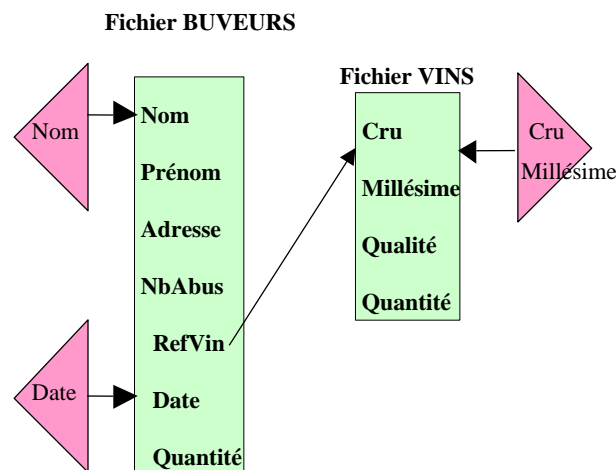 Fichier BUVEURS
Nom
Nom
Prénom
Adresse
NbAbus
RefVin
Date
Date
Quantité
Fichier VINS
Cru
Millésime
Qualité
Quantité
Cru
Millésime